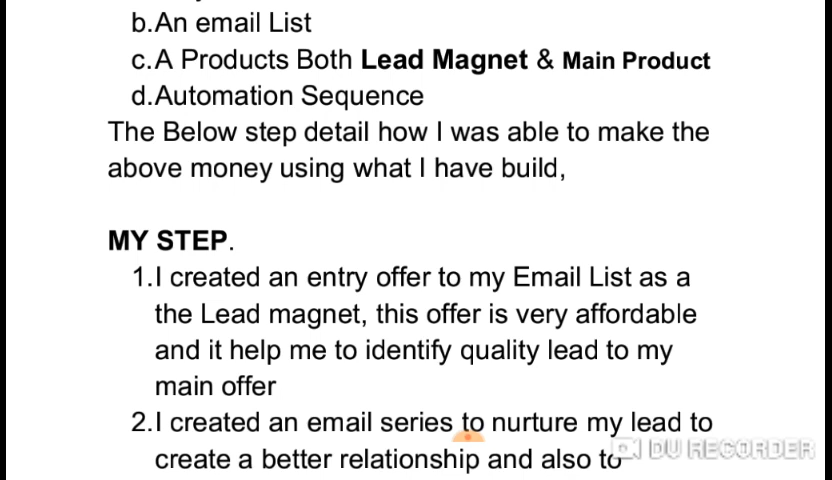 b.An email List
c.A Products Both Lead Magnet & Main Product
d.Automation Sequence
The Below step detail how I was able to make the
above money using what I have build,
MY STEP.
1.I created an entry offer to my Email List as a
the Lead magnet, this offer is very affordable
and it help me to identify quality lead to my
main offer
2.I created an email series to nurture my lead to
create a better relationship and also to
DU RECORDER